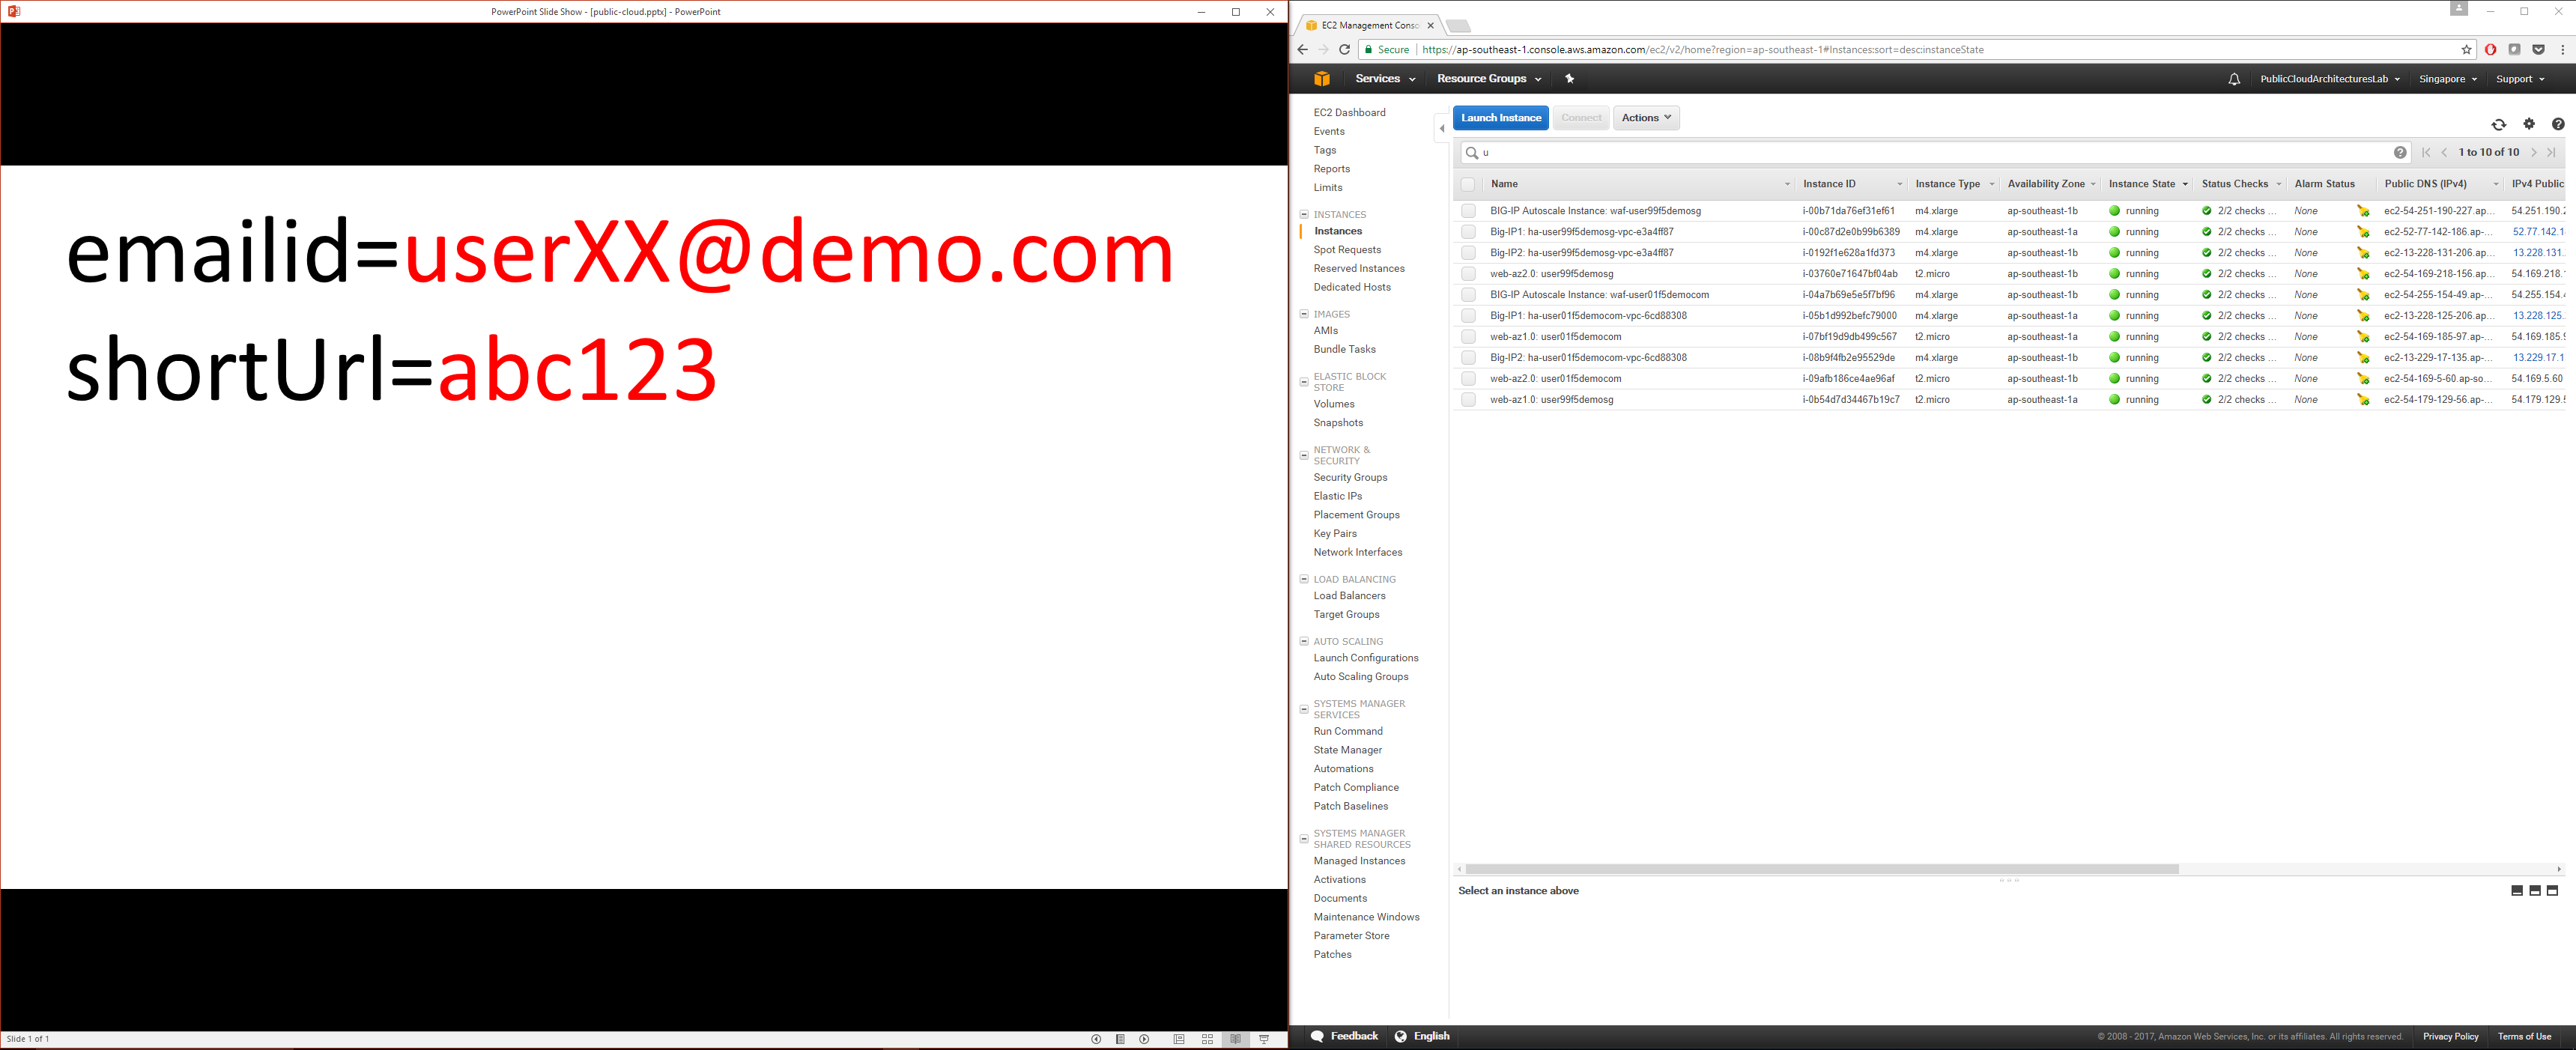 PowerPoint Slide Show - [public-cloud.pptx] - PowerPoint
emailid=userXX@demo.com
shortUrl=abc123
Slide 1 of 1
EC2 Management Conso
Secure https://ap-southeast-1.console.aws.amazon.com/ec2/v2/home?region=ap-southeast-1#Instances:sort=desc:instanceState
Services Resource Groups PublicCloudArchitecturesLab Singapore Support
EC2 Dashboard
Events
Tags
Reports
Limits
INSTANCES
Instances
Spot Requests
Reserved Instances
Dedicated Hosts
IMAGES
AMIs
Bundle Tasks
ELASTIC BLOCK
STORE
Volumes
Snapshots
NETWORK &
SECURITY
Security Groups
Elastic IPs
Placement Groups
Key Pairs
Network Interfaces
LOAD BALANCING
Load Balancers
Target Groups
AUTO SCALING
Launch Configurations
Auto Scaling Groups
SYSTEMS MANAGER
SERVICES
Run Command
State Manager
Automations
Patch Compliance
Patch Baselines
SYSTEMS MANAGER
SHARED RESOURCES
Managed Instances
Activations
Documents
Maintenance Windows
Parameter Store
Patches
Launch Instance Connect Actions
u 1 to 10 of 10
Name Instance ID Instance Type Availability Zone Instance State Status Checks Alarm Status Public DNS (IPv4) IPv4 Public
BIG-IP Autoscale Instance: waf-user99f5demosg i-00b71da76ef31ef61 m4.xlarge ap-southeast-1b running 2/2 checks ... None ec2-54-251-190-227.ap-... 54.251.190.2
Big-IP1: ha-user99f5demosg-vpc-e3a4ff87 i-00c87d2e0b99b6389 m4.xlarge ap-southeast-1a running 2/2 checks ... None ec2-52-77-142-186.ap-... 52.77.142.1
Big-IP2: ha-user99f5demosg-vpc-e3a4ff87 i-0192f1e628a1fd373 m4.xlarge ap-southeast-1b running 2/2 checks ... None ec2-13-228-131-206.ap-... 13.228.131.
web-az2.0: user99f5demosg i-03760e71647bf04ab t2.micro ap-southeast-1b running 2/2 checks ... None ec2-54-169-218-156.ap-... 54.169.218.1
BIG-IP Autoscale Instance: waf-user01f5democom i-04a7b69e5e5f7bf96 m4.xlarge ap-southeast-1b running 2/2 checks ... None ec2-54-255-154-49.ap-... 54.255.154.4
Big-IP1: ha-user01f5democom-vpc-6cd88308 i-05b1d992befc79000 m4.xlarge ap-southeast-1a running 2/2 checks ... None ec2-13-228-125-206.ap-... 13.228.125.
web-az1.0: user01f5democom i-07bf19d9db499c567 t2.micro ap-southeast-1a running 2/2 checks ... None ec2-54-169-185-97.ap-... 54.169.185.9
Big-IP2: ha-user01f5democom-vpc-6cd88308 i-08b9f4fb2e95529de m4.xlarge ap-southeast-1b running 2/2 checks ... None ec2-13-229-17-135.ap-... 13.229.17.1
web-az2.0: user01f5democom i-09afb186ce4ae96af t2.micro ap-southeast-1b running 2/2 checks ... None ec2-54-169-5-60.ap-so... 54.169.5.60
web-az1.0: user99f5demosg i-0b54d7d34467b19c7 t2.micro ap-southeast-1a running 2/2 checks ... None ec2-54-179-129-56.ap-... 54.179.129.5
Select an instance above
Feedback English © 2008 - 2017, Amazon Web Services, Inc. or its affiliates. All rights reserved. Privacy Policy Terms of Use